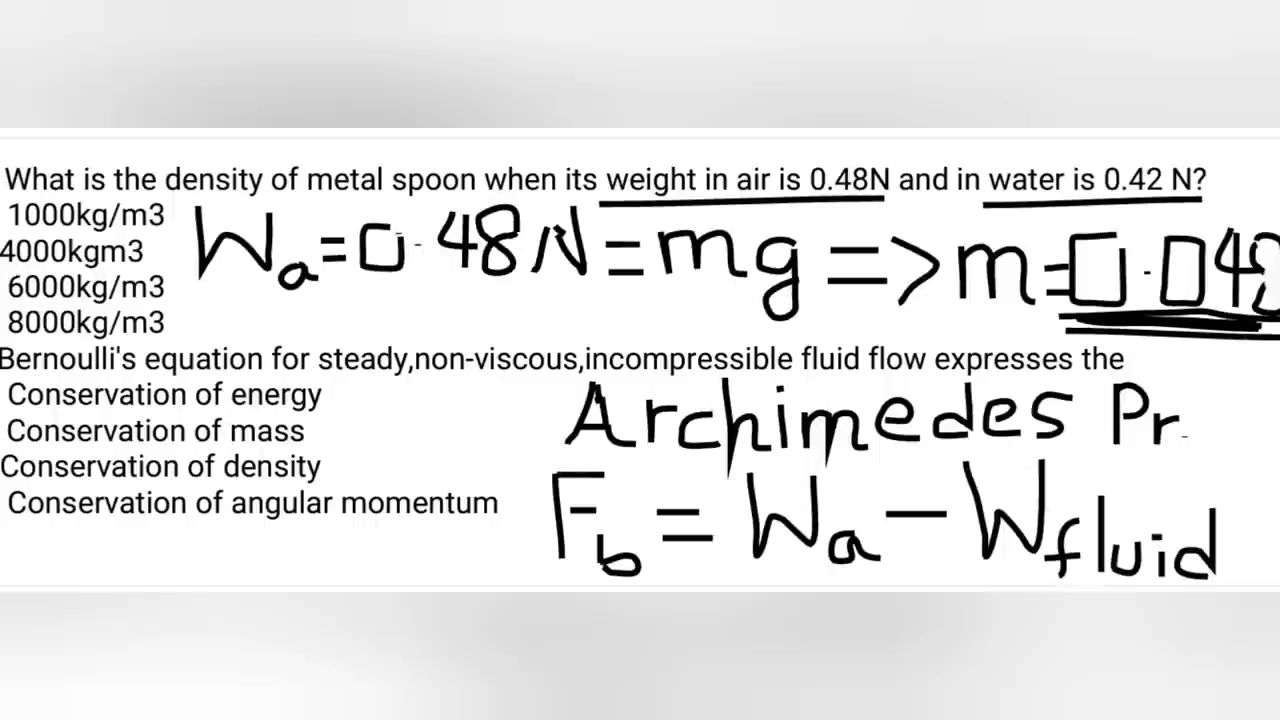 What is the density of metal spoon when its weight in air is 0.48N and in water is 0.42 N?
1000kg/m3
Wa=0.48N=mg=>m=0.048
4000kgm3
6000kg/m3
8000kg/m3
Bernoulli's equation for steady,non-viscous,incompressible fluid flow expresses the
Conservation of energy
Archimedes Pr.
Conservation of mass
Conservation of density
Conservation of angular momentum
Fb=Wa-Wfluid